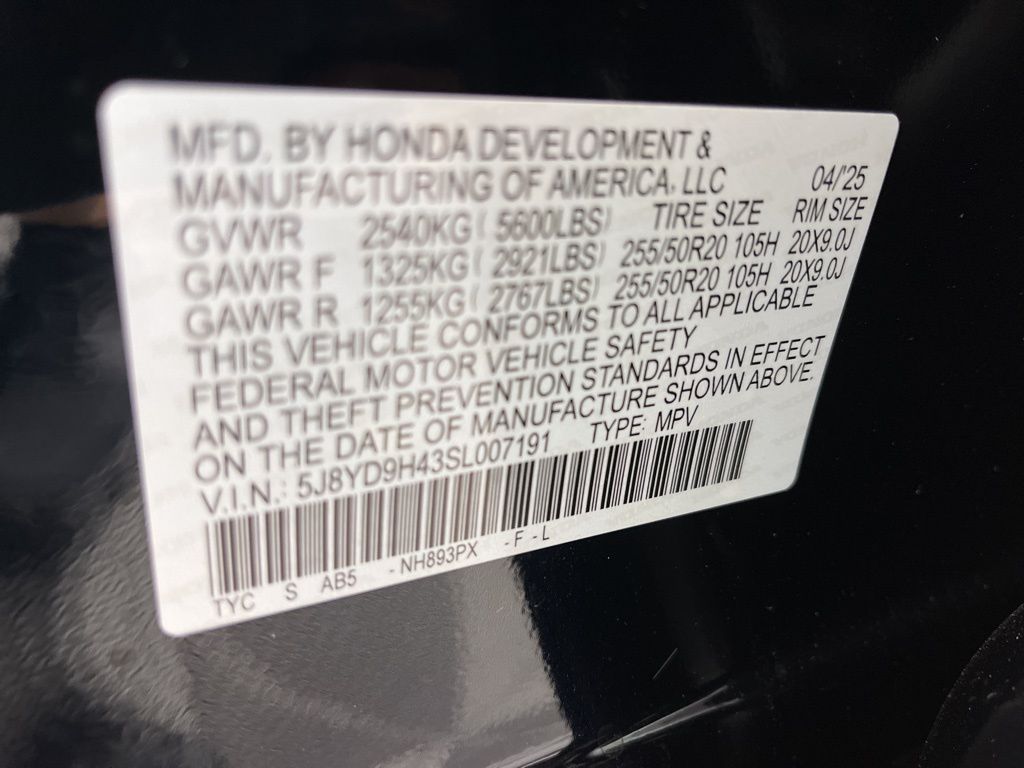 MFD. BY HONDA DEVELOPMENT &
MANUFACTURING OF AMERICA, LLC 04/'25
GVWR 2540KG ( 5600LBS) TIRE SIZE RIM SIZE
GAWR F 1325KG ( 2921LBS) 255/50R20 105H 20X9.0J
GAWR R 1255KG ( 2767LBS) 255/50R20 105H 20X9.0J
THIS VEHICLE CONFORMS TO ALL APPLICABLE
FEDERAL MOTOR VEHICLE SAFETY
AND THEFT PREVENTION STANDARDS IN EFFECT
ON THE DATE OF MANUFACTURE SHOWN ABOVE.
V.I.N.: 5J8YD9H43SL007191 TYPE: MPV
TYC S AB5 -NH893PX -F -L